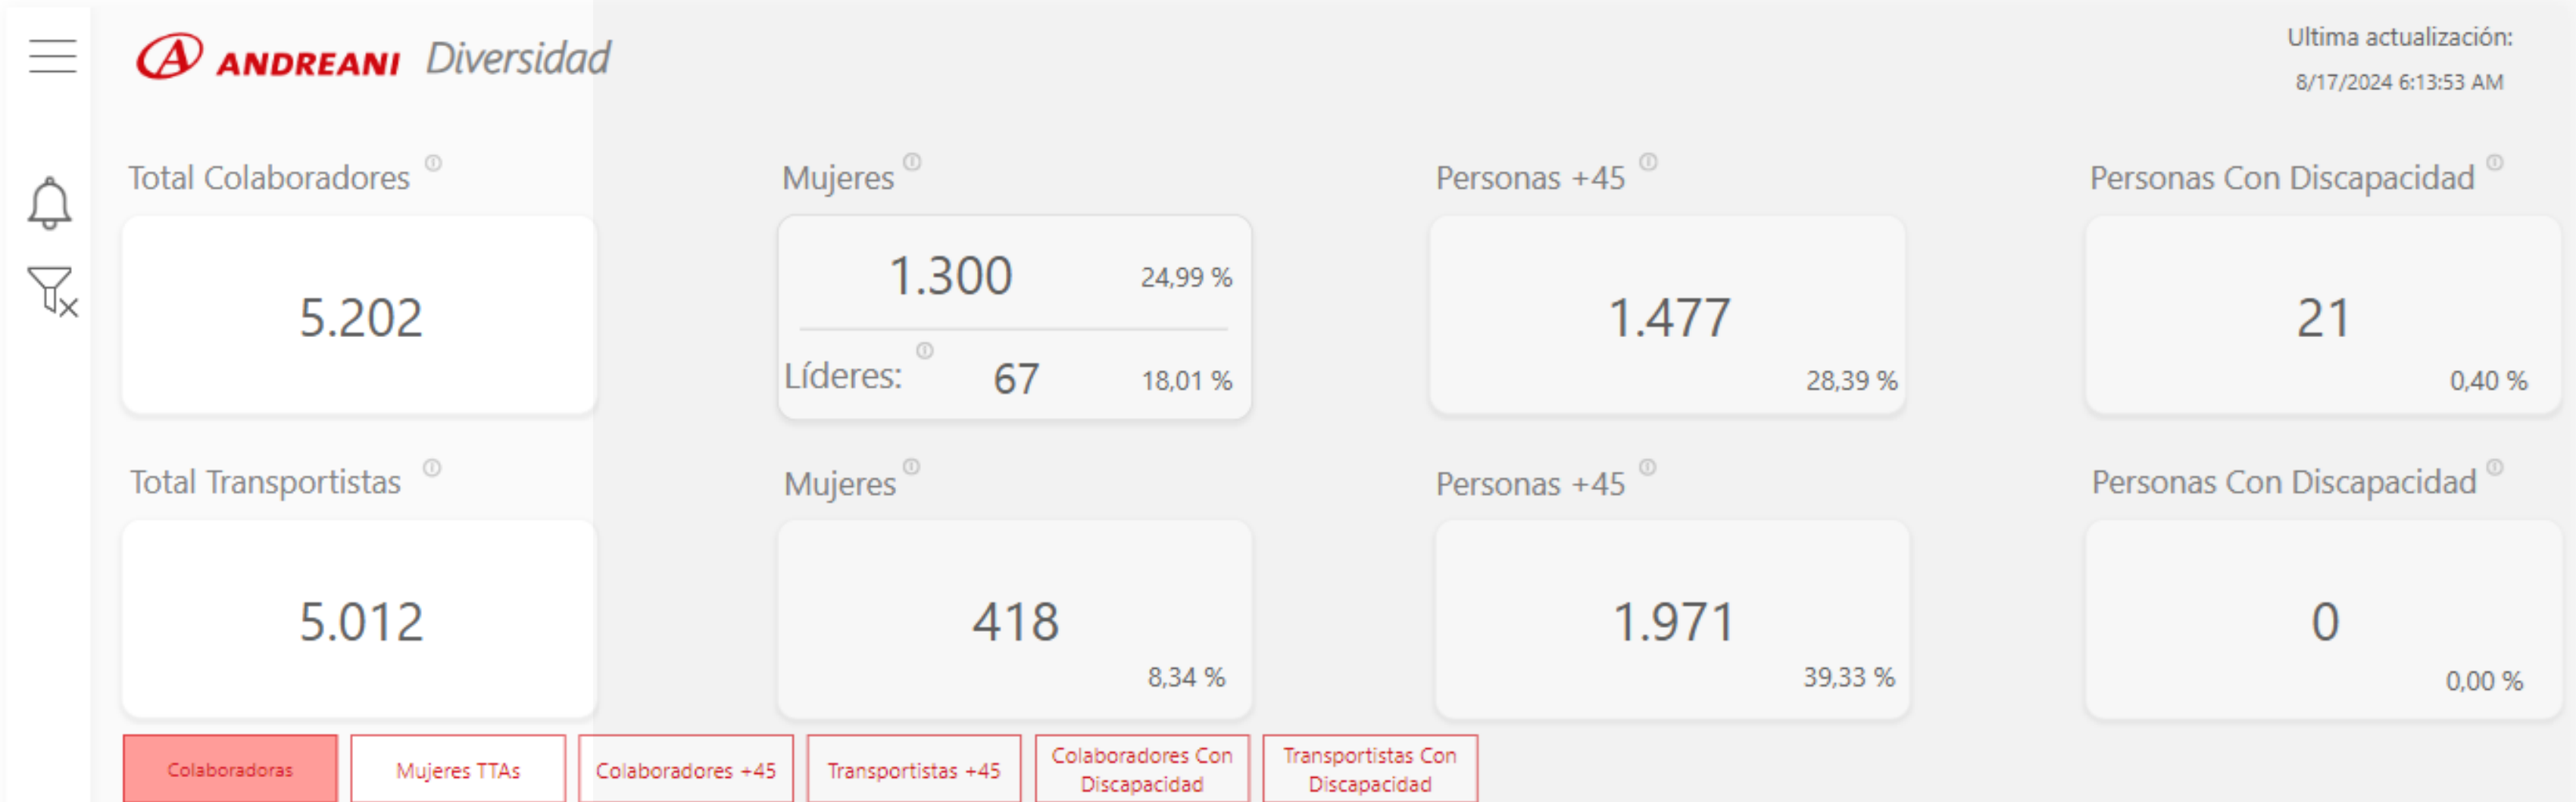 ANDREANI Diversidad
Ultima actualización:
8/17/2024 6:13:53 AM
Total Colaboradores
5.202
Mujeres
1.300 24,99 %
Líderes: 67 18,01 %
Personas +45
1.477
28,39 %
Personas Con Discapacidad
21
0,40 %
Total Transportistas
5.012
Mujeres
418
8,34 %
Personas +45
1.971
39,33 %
Personas Con Discapacidad
0
0,00 %
Colaboradoras
Mujeres TTAs
Colaboradores +45
Transportistas +45
Colaboradores Con
Discapacidad
Transportistas Con
Discapacidad